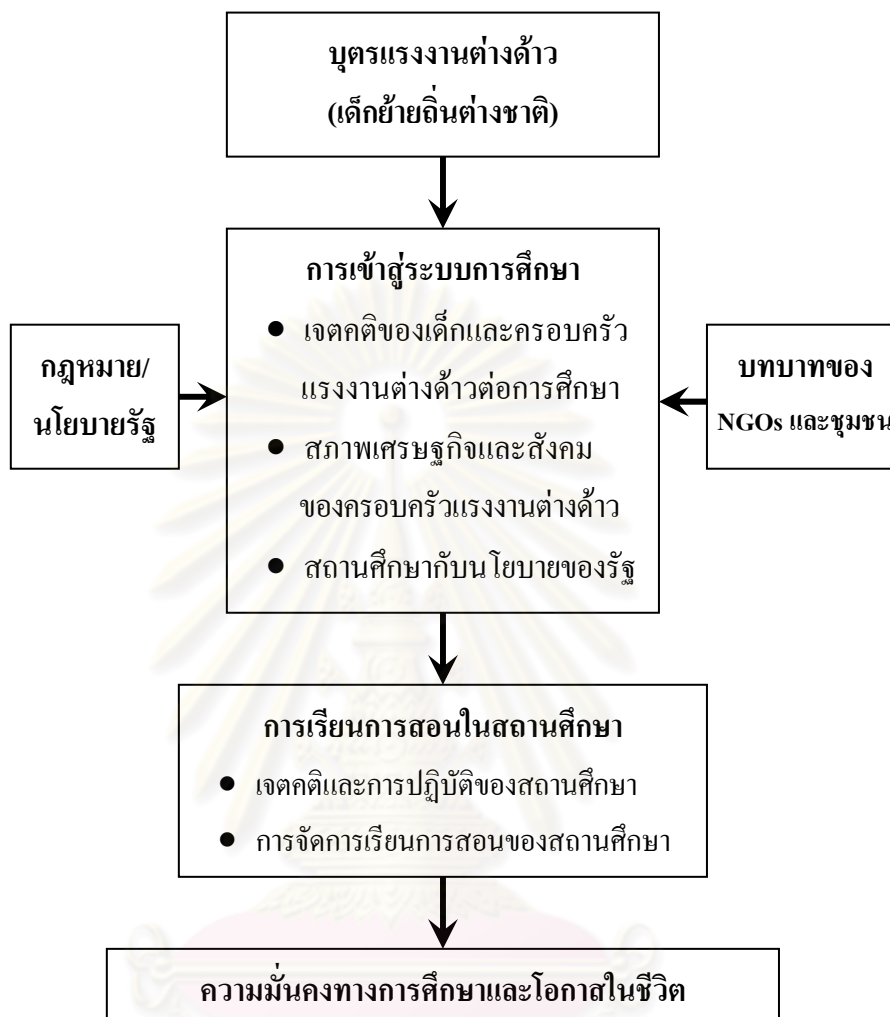 บุตรแรงงานต่างด้าว
(เด็กย้ายถิ่นต่างชาติ)
การเข้าสู่ระบบการศึกษา
● เจตคติของเด็กและครอบครัว
แรงงานต่างด้าวต่อการศึกษา
● สภาพเศรษฐกิจและสังคม
ของครอบครัวแรงงานต่างด้าว
● สถานศึกษากับนโยบายของรัฐ
กฎหมาย/
นโยบายรัฐ
บทบาทของ
NGOs และชุมชน
การเรียนการสอนในสถานศึกษา
● เจตคติและการปฏิบัติของสถานศึกษา
● การจัดการเรียนการสอนของสถานศึกษา
ความมั่นคงทางการศึกษาและโอกาสในชีวิต